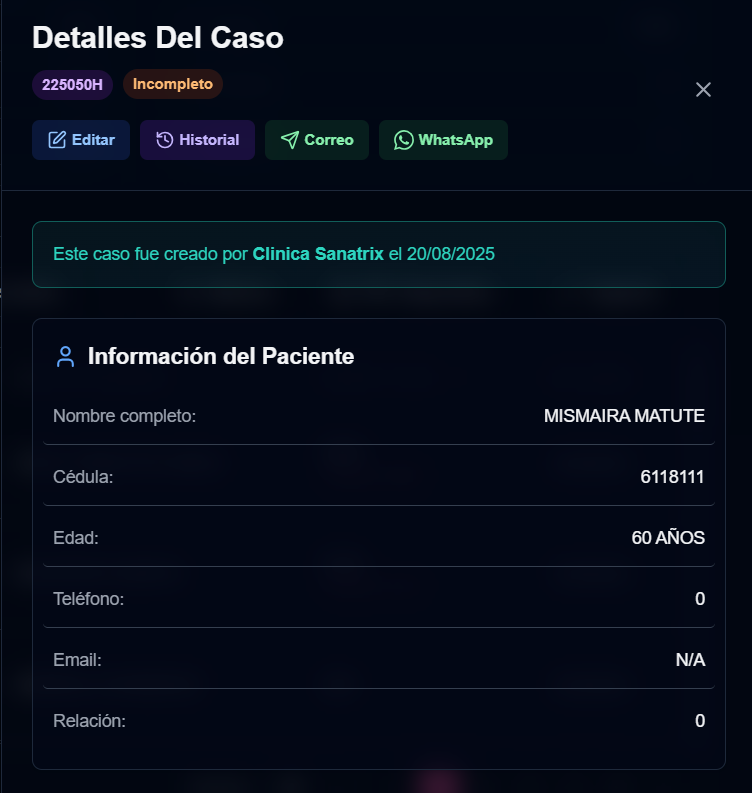 Detalles Del Caso
225050H Incompleto
Editar Historial Correo WhatsApp
Este caso fue creado por Clinica Sanatrix el 20/08/2025
Información del Paciente
Nombre completo: MISMAIRA MATUTE
Cédula: 6118111
Edad: 60 AÑOS
Teléfono: 0
Email: N/A
Relación: 0